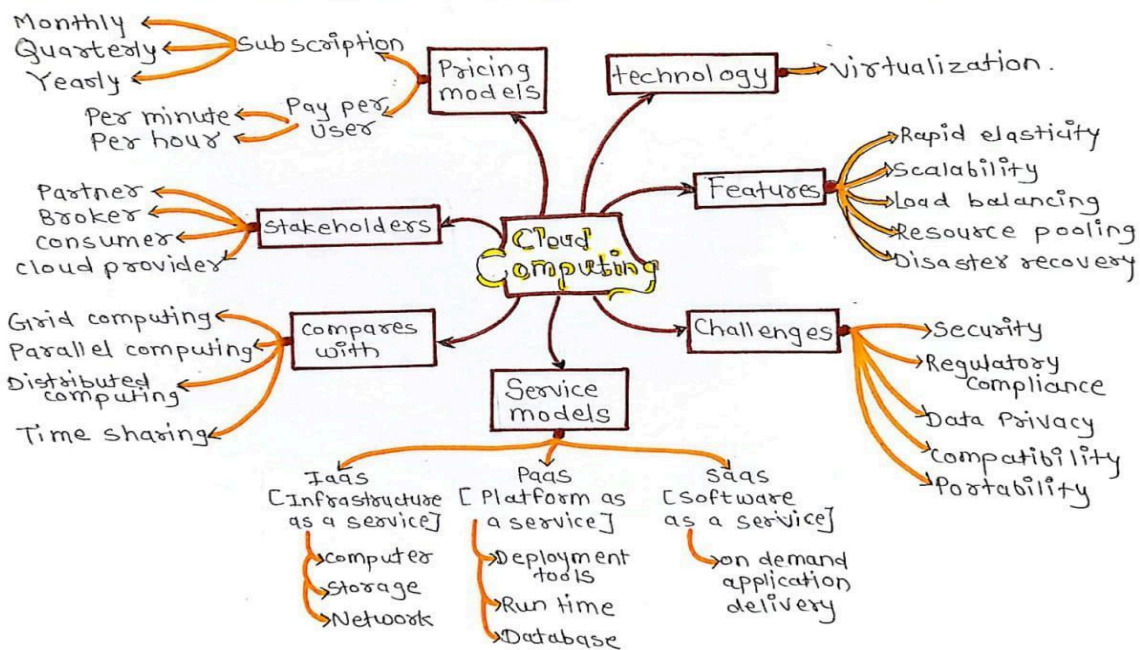 Cloud
Computing
Pricing
models
Subscription
Monthly
Quarterly
Yearly
Pay per
User
Per minute
Per hour
technology
Virtualization.
Features
Rapid elasticity
Scalability
Load balancing
Resource pooling
Disaster recovery
Stakeholders
Partner
Broker
Consumer
Cloud provider
Compares
with
Grid computing
Parallel computing
Distributed
computing
Time Sharing
Challenges
Security
Regulatory
Compliance
Data Privacy
Compatibility
Portability
Service
models
Iaas
[Infrastructure
as a service]
Computer
Storage
Network
Paas
[Platform as
a service]
Deployment
tools
Run time
Database
Saas
[Software
as a service]
on demand
application
delivery